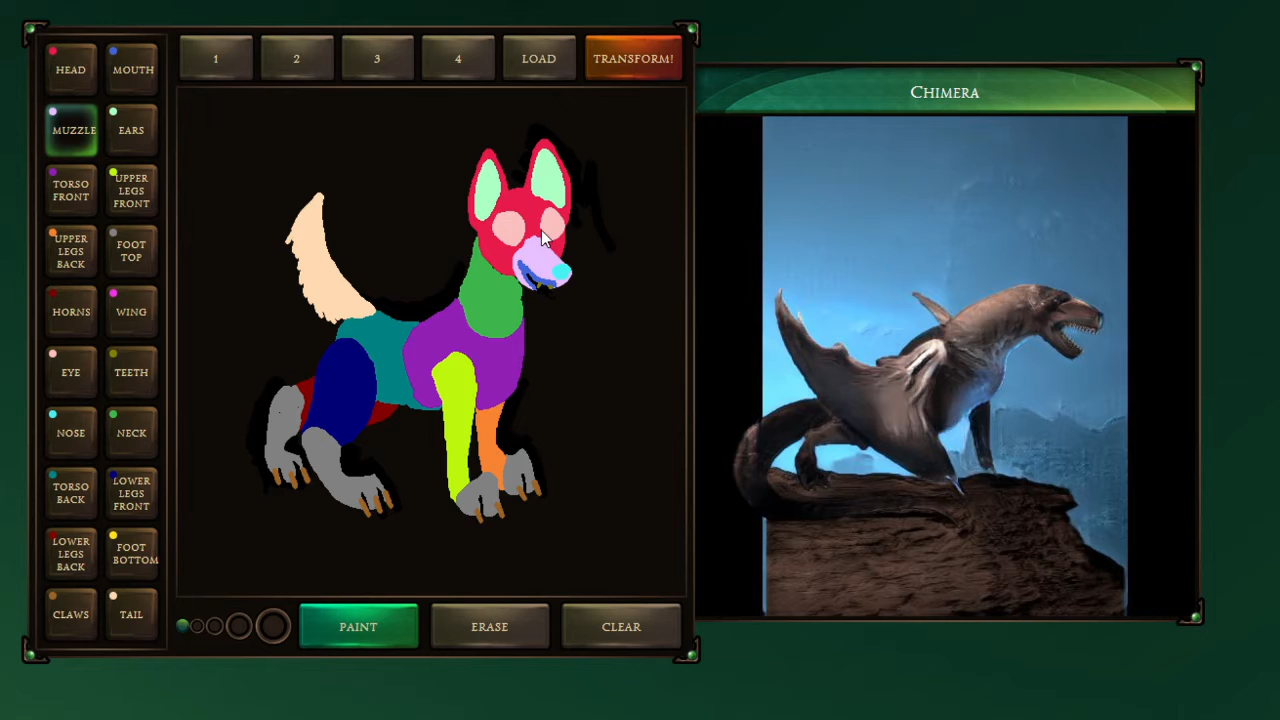 1
2
3
4
LOAD
TRANSFORM!
HEAD
MOUTH
MUZZLE
EARS
TORSO
FRONT
UPPER
LEGS
FRONT
UPPER
LEGS
BACK
FOOT
TOP
HORNS
WING
EYE
TEETH
NOSE
NECK
TORSO
BACK
LOWER
LEGS
FRONT
LOWER
LEGS
BACK
FOOT
BOTTOM
CLAWS
TAIL
PAINT
ERASE
CLEAR
CHIMERA